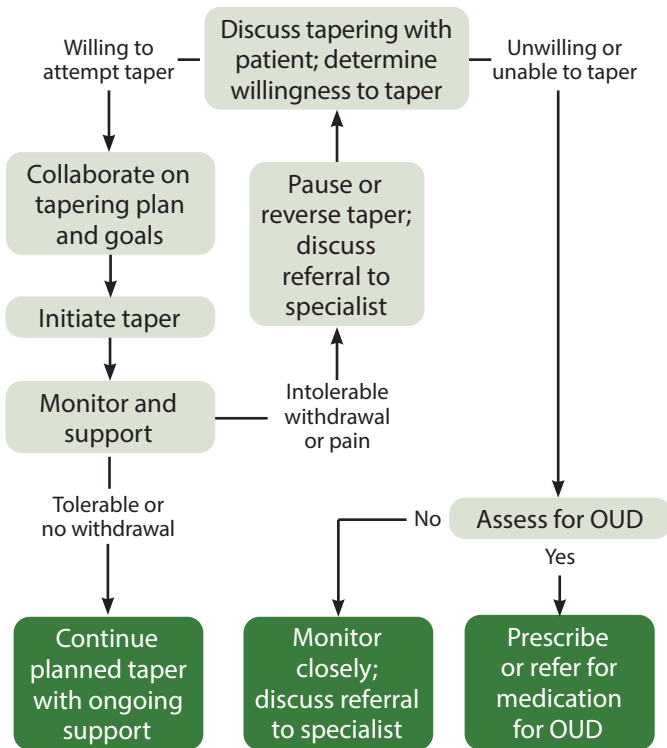 Discuss tapering with
patient; determine
willingness to taper
Willing to
attempt taper
Unwilling or
unable to taper
Collaborate on
tapering plan
and goals
Pause or
reverse taper;
discuss
referral to
specialist
Initiate taper
Monitor and
support
Intolerable
withdrawal
or pain
Tolerable or
no withdrawal
Assess for OUD
No
Yes
Continue
planned taper
with ongoing
support
Monitor
closely;
discuss referral
to specialist
Prescribe
or refer for
medication
for OUD